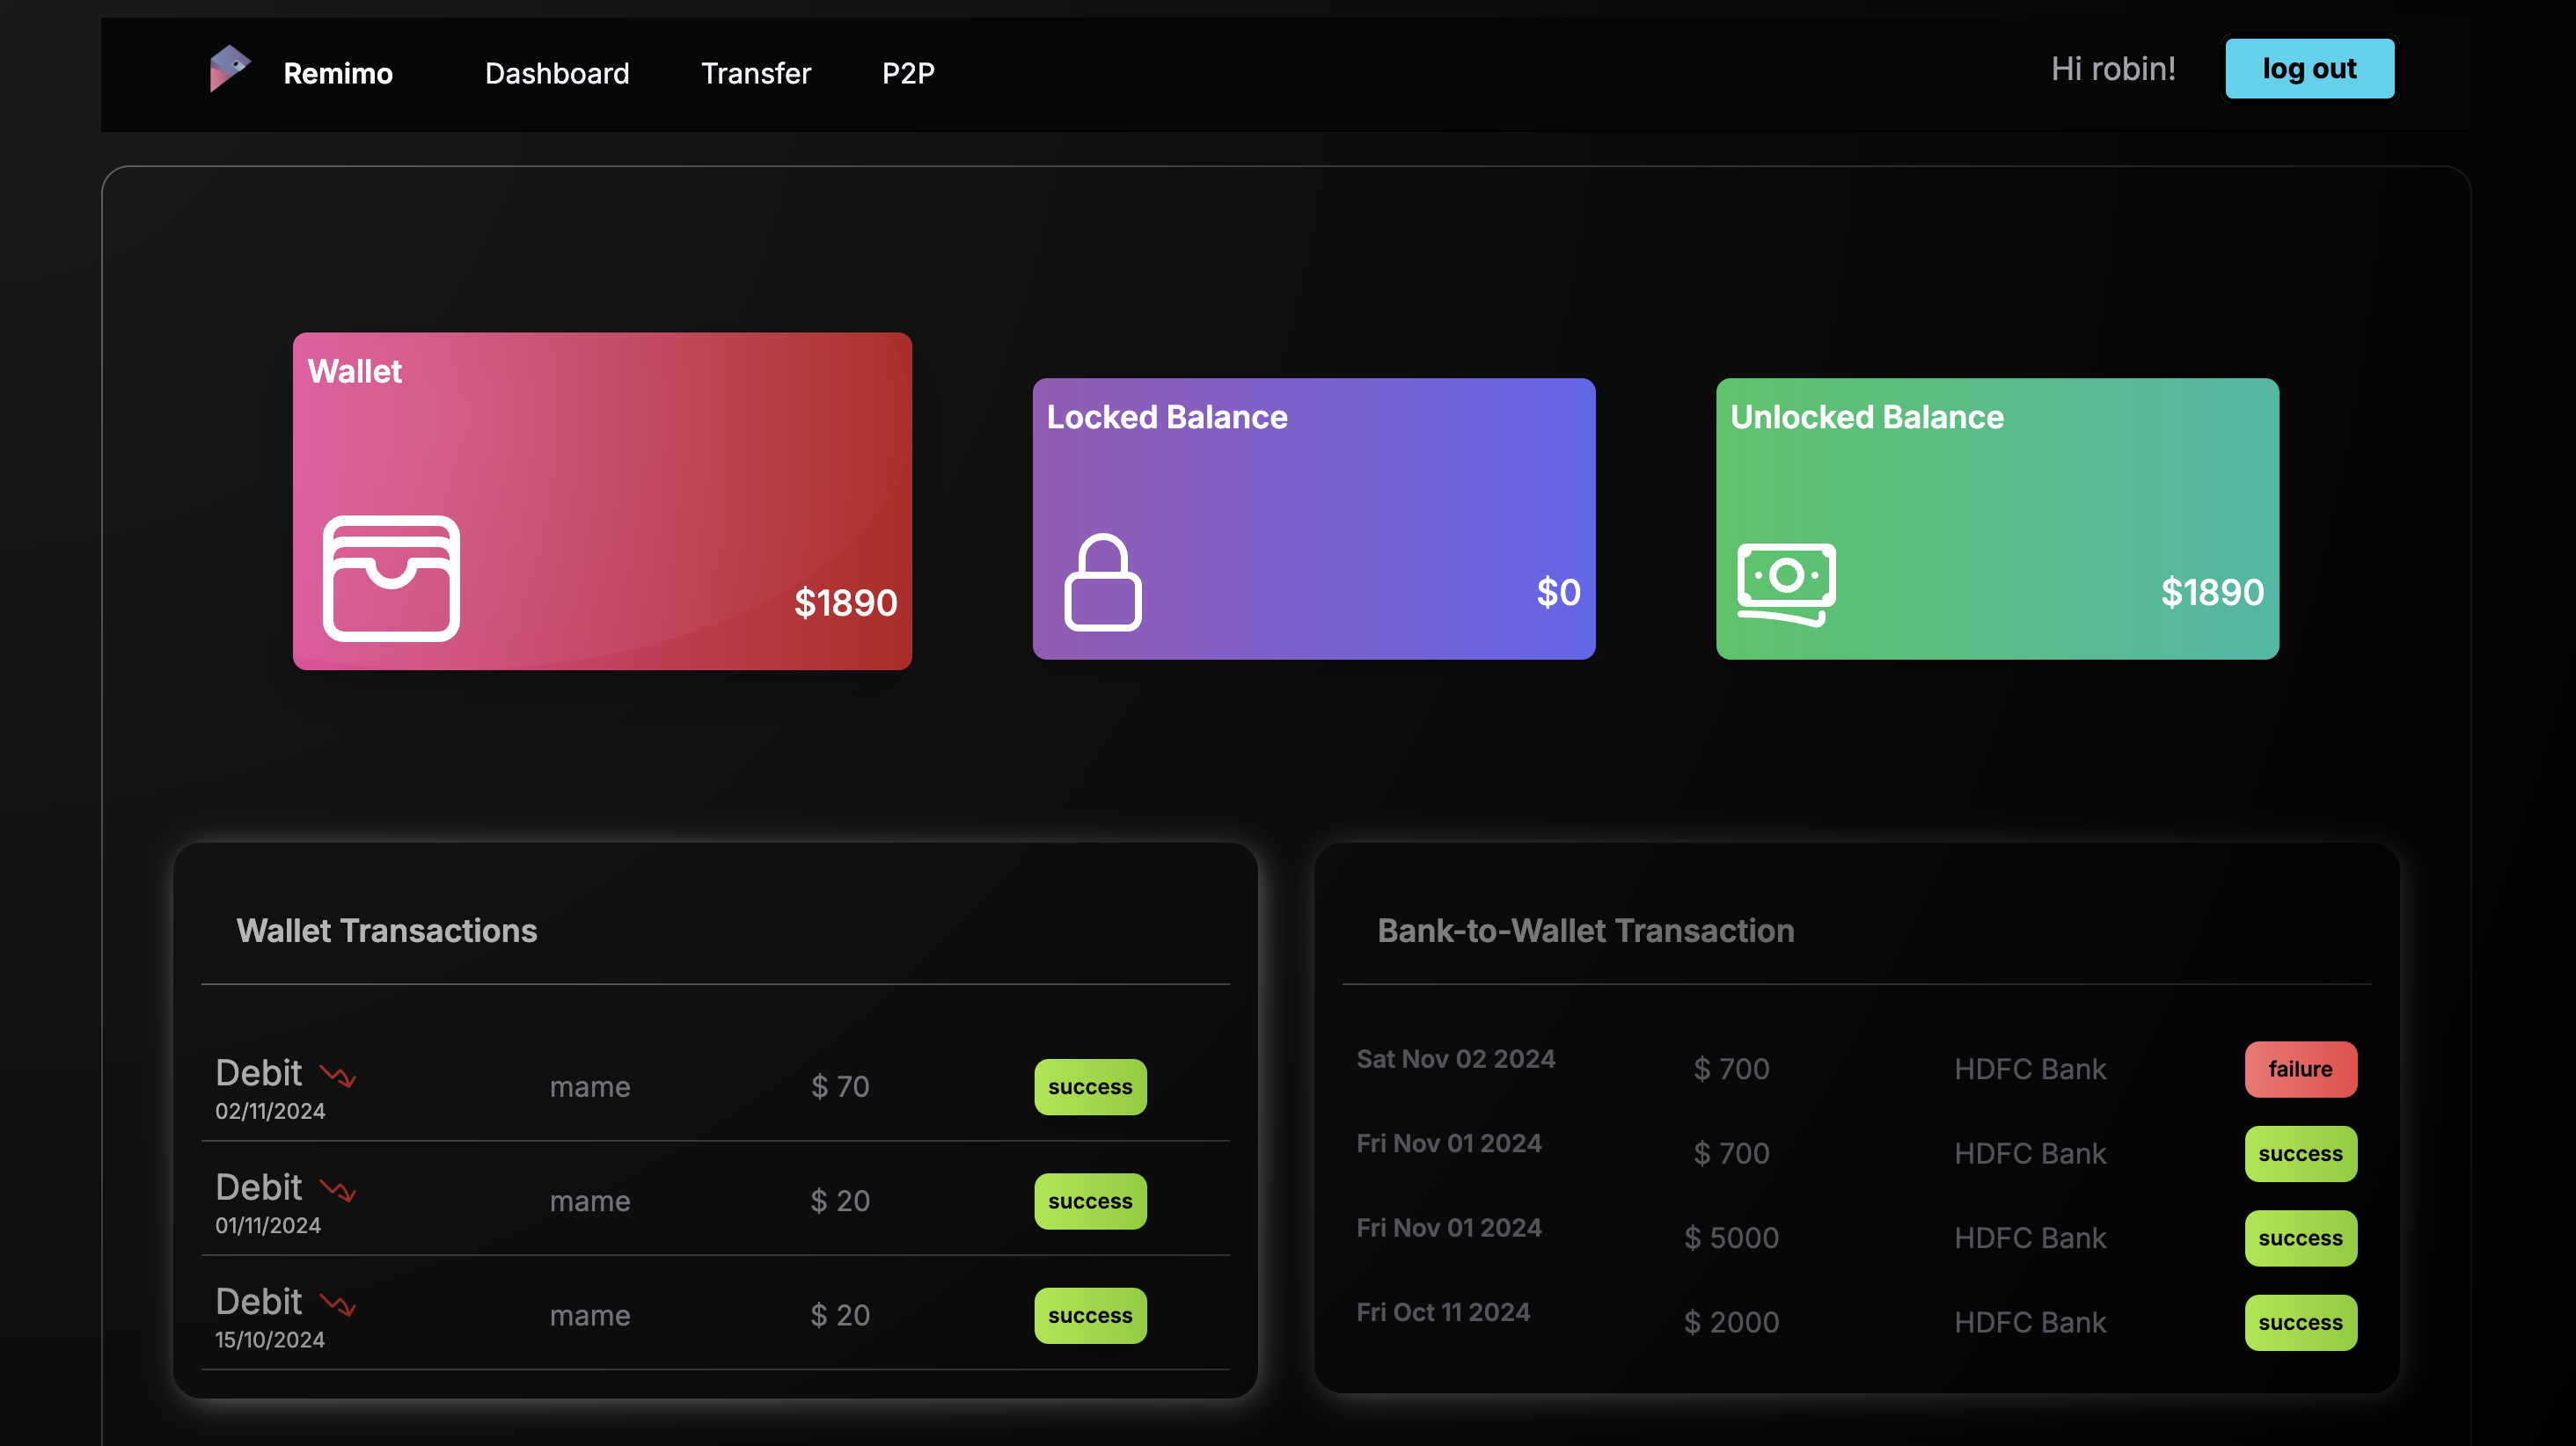 Remimo Dashboard Transfer P2P Hi robin! log out
Wallet
$1890
Locked Balance
$0
Unlocked Balance
$1890
Wallet Transactions
Debit mame $ 70 success
02/11/2024
Debit mame $ 20 success
01/11/2024
Debit mame $ 20 success
15/10/2024
Bank-to-Wallet Transaction
Sat Nov 02 2024 $ 700 HDFC Bank failure
Fri Nov 01 2024 $ 700 HDFC Bank success
Fri Nov 01 2024 $ 5000 HDFC Bank success
Fri Oct 11 2024 $ 2000 HDFC Bank success